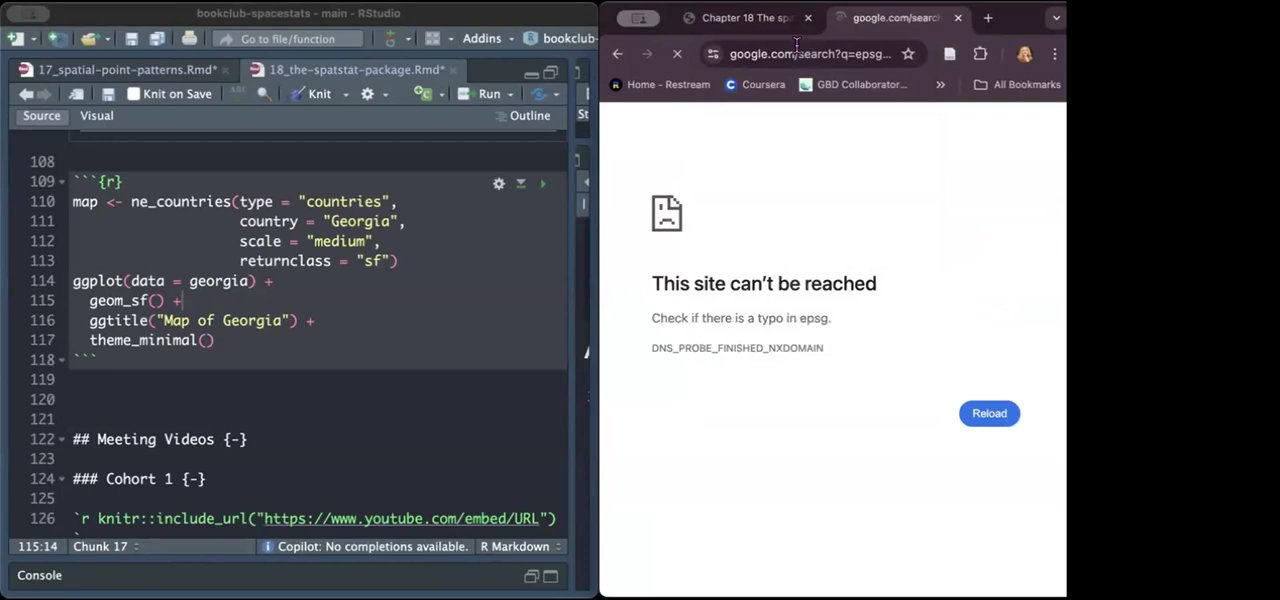 bookclub-spacestats - main - RStudio
Go to file/function
Addins
bookclub-
17_spatial-point-patterns.Rmd*
18_the-spatstat-package.Rmd*
Knit on Save
ABC
Knit
Run
St
Source
Visual
Outline
108
109 ```{r}
110 map <- ne_countries(type = "countries",
111 country = "Georgia",
112 scale = "medium",
113 returnclass = "sf")
114 ggplot(data = georgia) +
115 geom_sf() +
116 ggtitle("Map of Georgia") +
117 theme_minimal()
118 ```
119
120
121
122 ## Meeting Videos {-}
123
124 ### Cohort 1 {-}
125
126 `r knitr::include_url("https://www.youtube.com/embed/URL")
`
115:14
Chunk 17
Copilot: No completions available.
R Markdown
Console
Chapter 18 The spa
google.com/search
google.com/search?q=epsg...
Home - Restream
Coursera
GBD Collaborator...
»
All Bookmarks
This site can't be reached
Check if there is a typo in epsg.
DNS_PROBE_FINISHED_NXDOMAIN
Reload